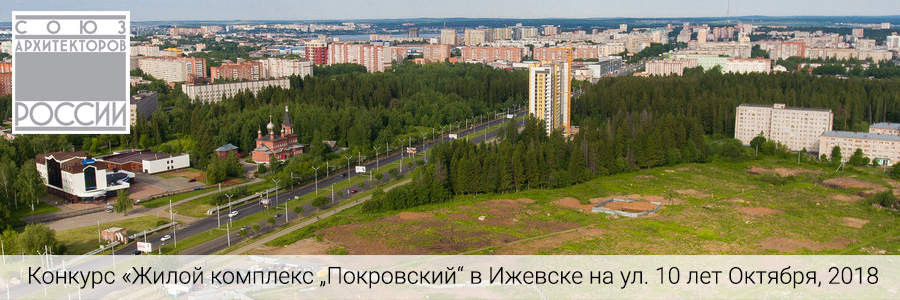 СОЮЗ
АРХИТЕКТОРОВ
РОССИИ
Конкурс «Жилой комплекс „Покровский“ в Ижевске на ул. 10 лет Октября, 2018